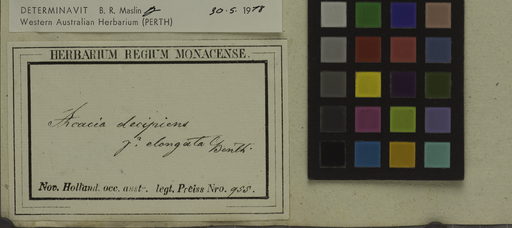 DETERMINAVIT B. R. Maslin 30.5.1978
Western Australian Herbarium (PERTH)
HERBARIUM REGIUM MONACENSE.
Acacia decipiens
γ. elongata Benth.
Nov. Holland. occ. austr. legt. Preiss Nro. 955.